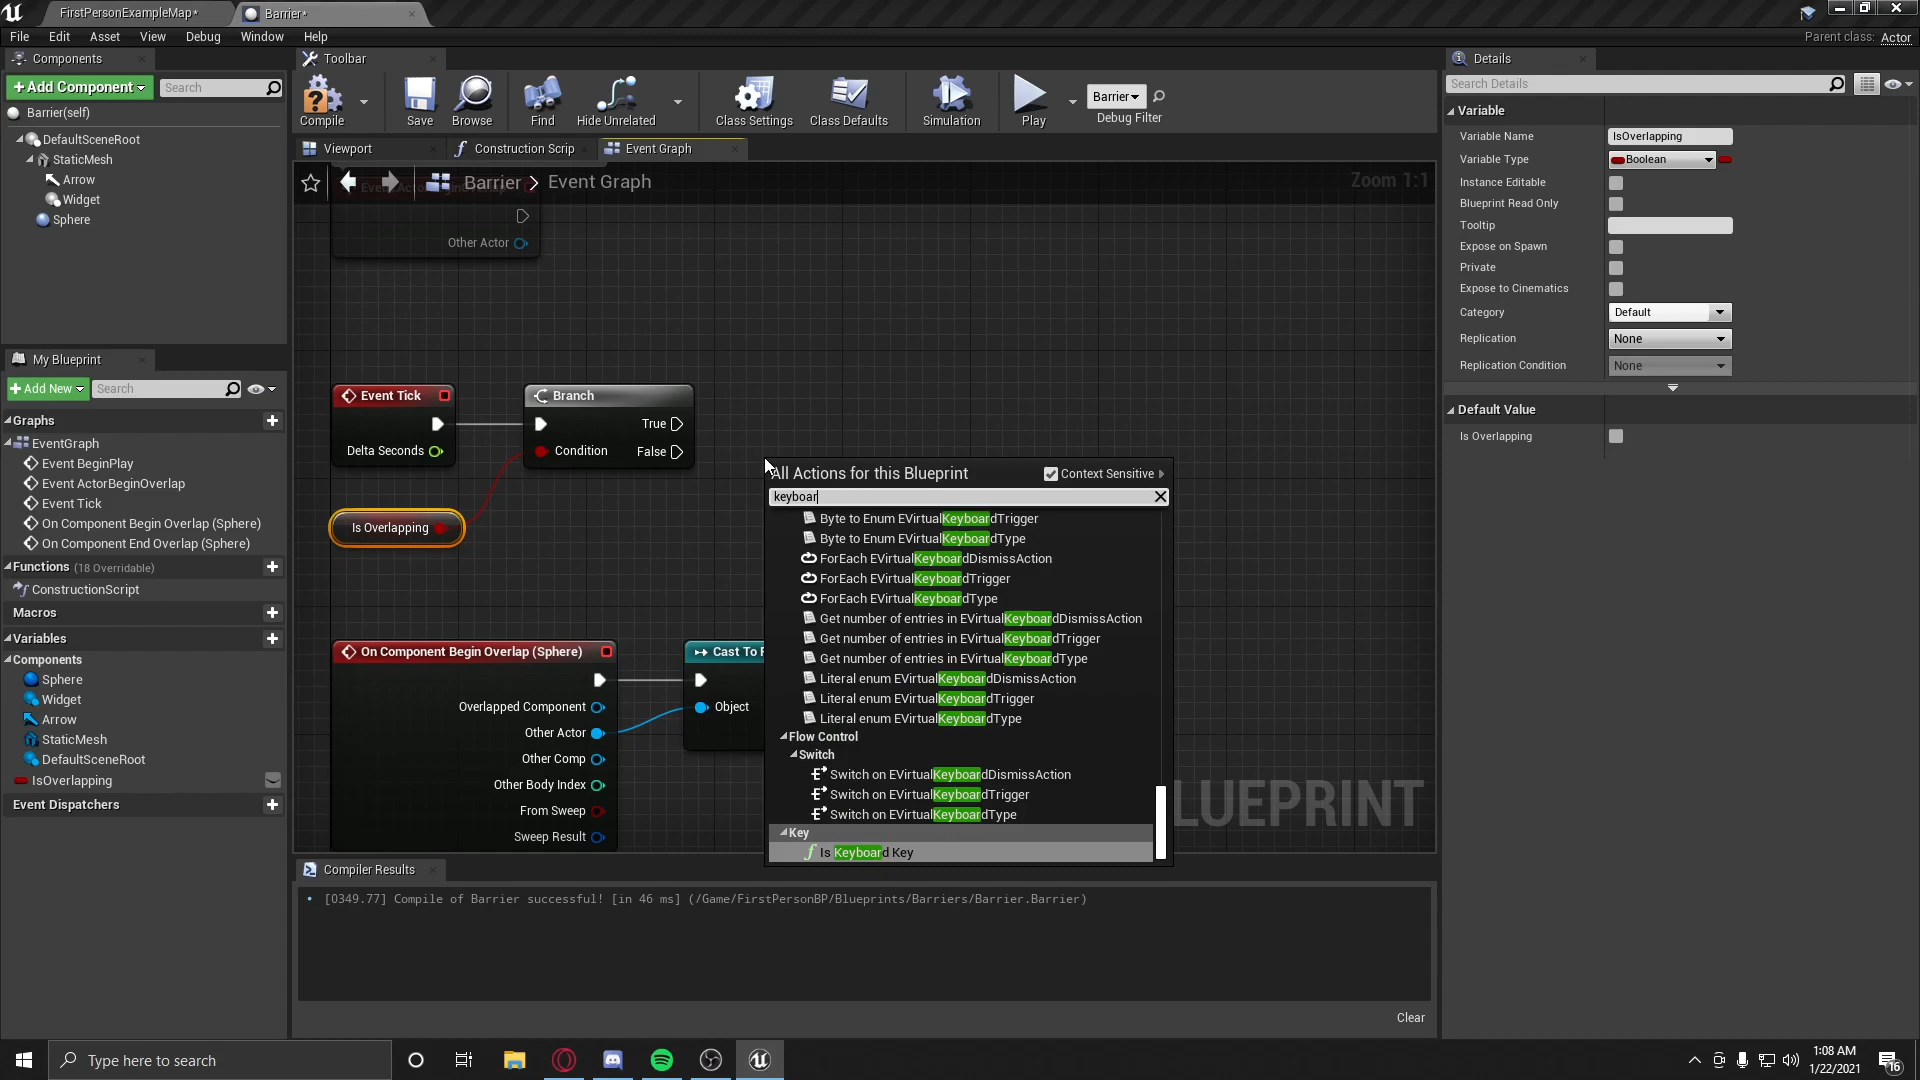 FirstPersonExampleMap*
Barrier*
File Edit Asset View Debug Window Help
Parent class: Actor
Components
Toolbar
Details
+Add Component
Search
Barrier(self)
DefaultSceneRoot
StaticMesh
Arrow
Widget
Sphere
Compile
Save
Browse
Find
Hide Unrelated
Class Settings
Class Defaults
Simulation
Play
Barrier
Debug Filter
Viewport
Construction Scrip
Event Graph
Barrier > Event Graph
Zoom 1:1
Other Actor
Event Tick
Delta Seconds
Branch
True
Condition
False
Is Overlapping
On Component Begin Overlap (Sphere)
Overlapped Component
Other Actor
Other Comp
Other Body Index
From Sweep
Sweep Result
Cast To F
Object
All Actions for this Blueprint
Context Sensitive
keyboar
Byte to Enum EVirtualKeyboardTrigger
Byte to Enum EVirtualKeyboardType
ForEach EVirtualKeyboardDismissAction
ForEach EVirtualKeyboardTrigger
ForEach EVirtualKeyboardType
Get number of entries in EVirtualKeyboardDismissAction
Get number of entries in EVirtualKeyboardTrigger
Get number of entries in EVirtualKeyboardType
Literal enum EVirtualKeyboardDismissAction
Literal enum EVirtualKeyboardTrigger
Literal enum EVirtualKeyboardType
Flow Control
Switch
Switch on EVirtualKeyboardDismissAction
Switch on EVirtualKeyboardTrigger
Switch on EVirtualKeyboardType
Key
Is Keyboard Key
LUEPRINT
My Blueprint
+Add New
Search
Graphs
EventGraph
Event BeginPlay
Event ActorBeginOverlap
Event Tick
On Component Begin Overlap (Sphere)
On Component End Overlap (Sphere)
Functions (18 Overridable)
ConstructionScript
Macros
Variables
Components
Sphere
Widget
Arrow
StaticMesh
DefaultSceneRoot
IsOverlapping
Event Dispatchers
Compiler Results
[0349.77] Compile of Barrier successful! [in 46 ms] (/Game/FirstPersonBP/Blueprints/Barriers/Barrier.Barrier)
Clear
Search Details
Variable
Variable Name IsOverlapping
Variable Type Boolean
Instance Editable
Blueprint Read Only
Tooltip
Expose on Spawn
Private
Expose to Cinematics
Category Default
Replication None
Replication Condition None
Default Value
Is Overlapping
Type here to search
1:08 AM
1/22/2021
16